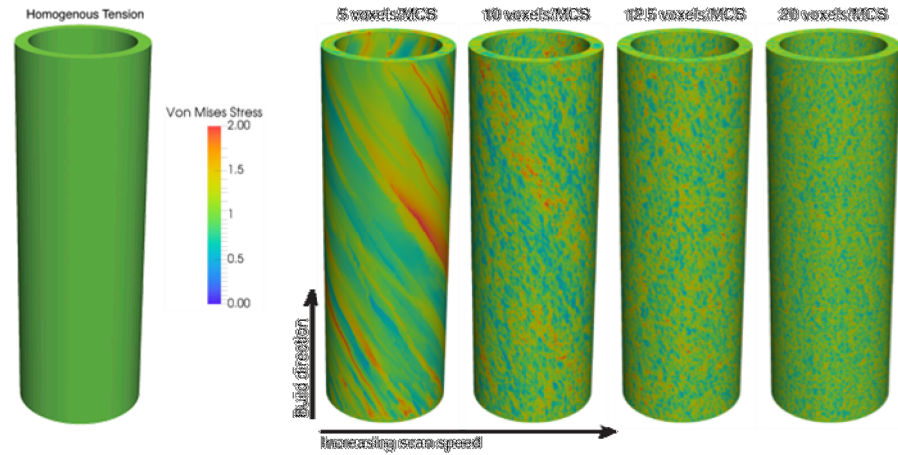 Homogenous Tension
5 voxels/MCS
10 voxels/MCS
12.5 voxels/MCS
20 voxels/MCS
Von Mises Stress
2.00
1.5
1
0.50
0.00
Build direction
Increasing scan speed